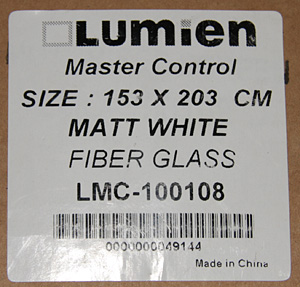 Lumien
Master Control
SIZE : 153 X 203 CM
MATT WHITE
FIBER GLASS
LMC-100108
0000000049144
Made in China